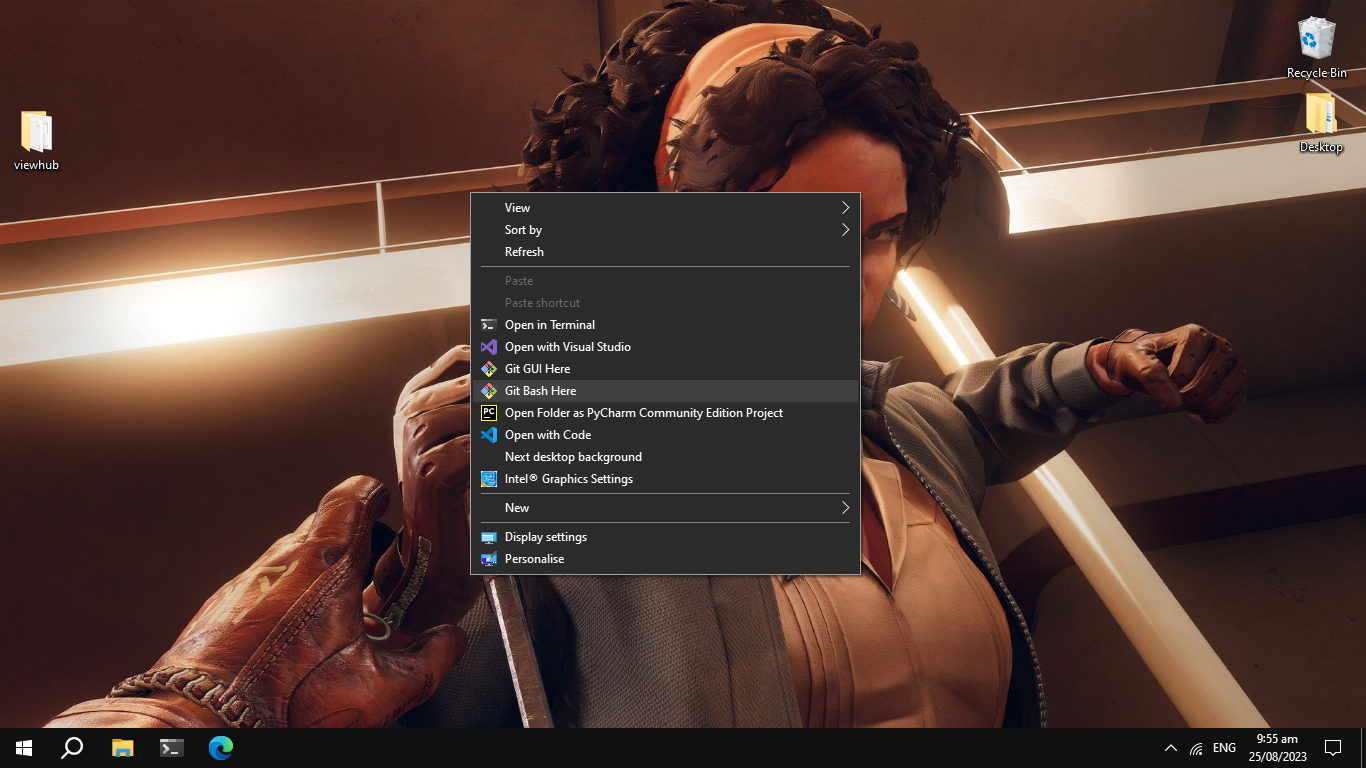 Recycle Bin
Desktop
viewhub
View
Sort by
Refresh
Paste
Paste shortcut
Open in Terminal
Open with Visual Studio
Git GUI Here
Git Bash Here
PC
Open Folder as PyCharm Community Edition Project
Open with Code
Next desktop background
Intel® Graphics Settings
New
Display settings
Personalise
ENG
9:55 am
25/08/2023